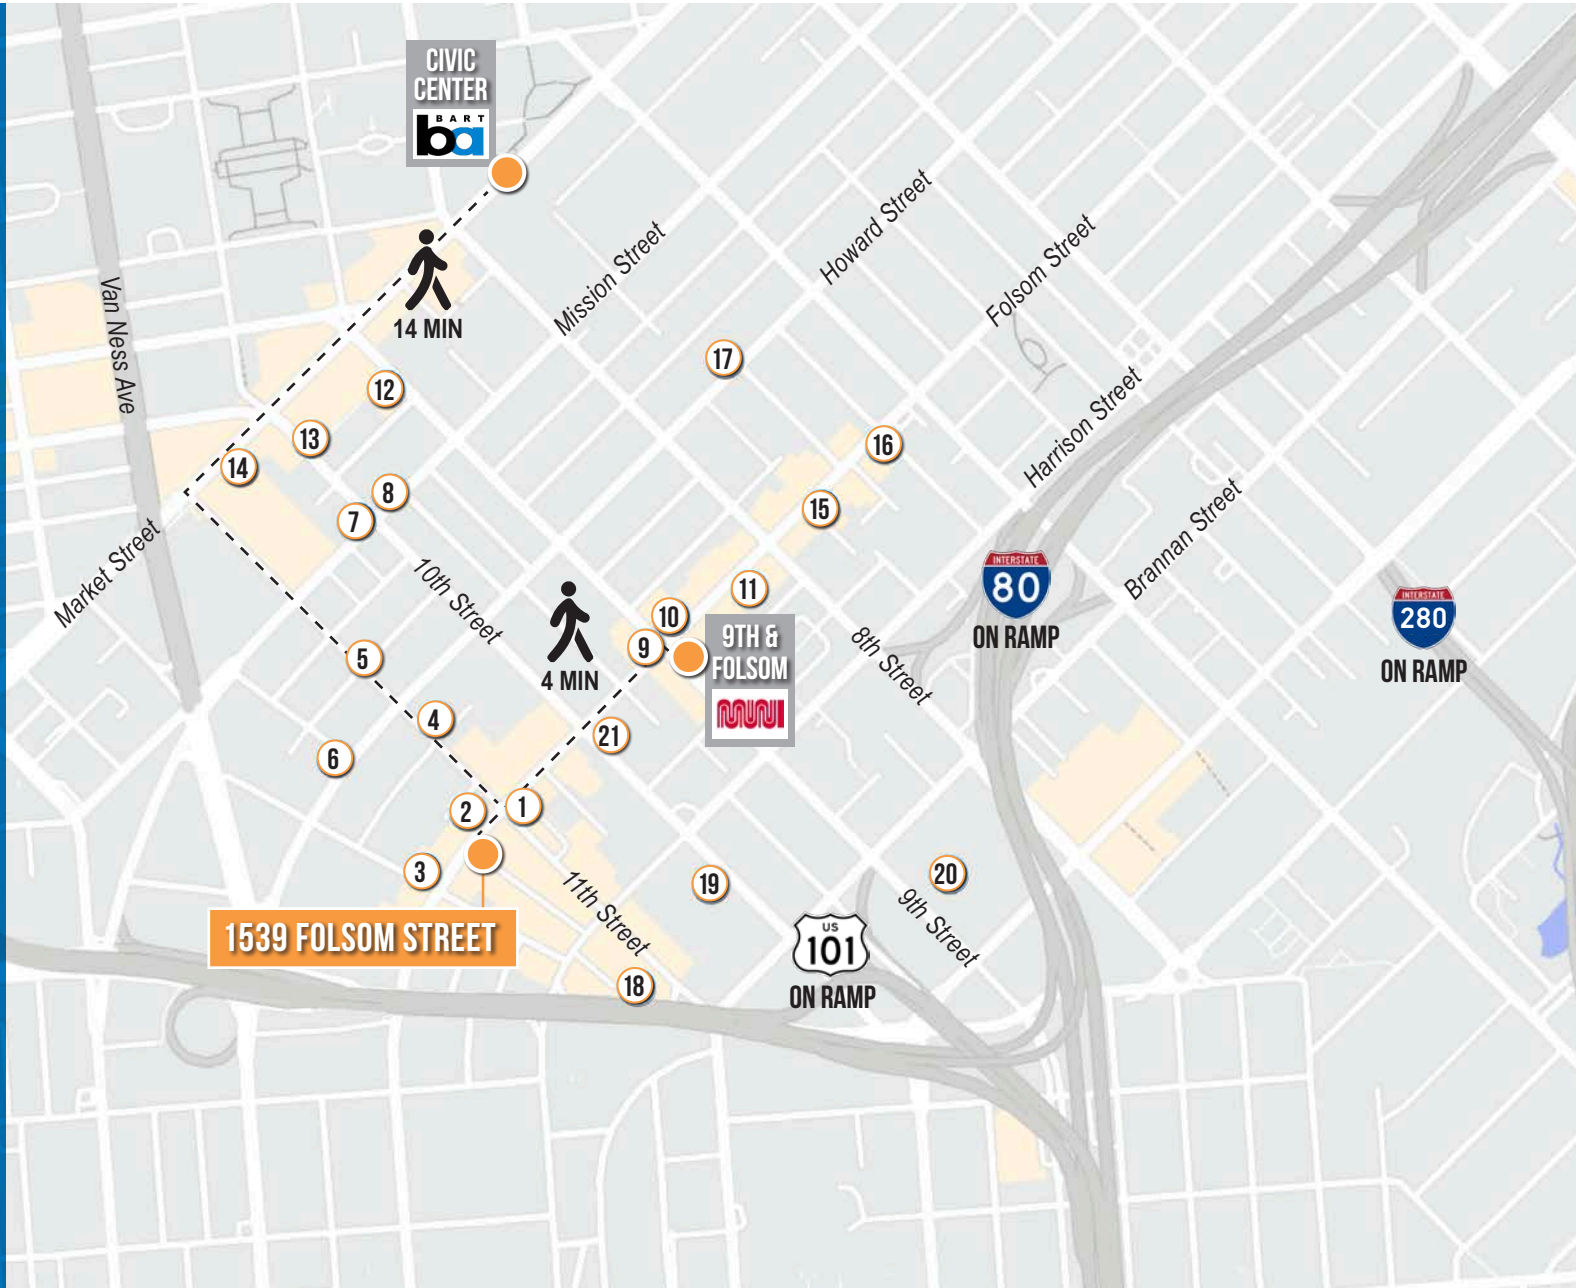 CIVIC
CENTER
BART
ba
14 MIN
Van Ness Ave
Mission Street
Howard Street
Folsom Street
Harrison Street
Brannan Street
Market Street
10th Street
8th Street
9th Street
11th Street
17
12
13
14
16
15
8
7
11
10
9
9TH &
FOLSOM
MUNI
4 MIN
5
4
6
21
2
1
3
19
20
18
1539 FOLSOM STREET
INTERSTATE
80
ON RAMP
INTERSTATE
280
ON RAMP
US
101
ON RAMP